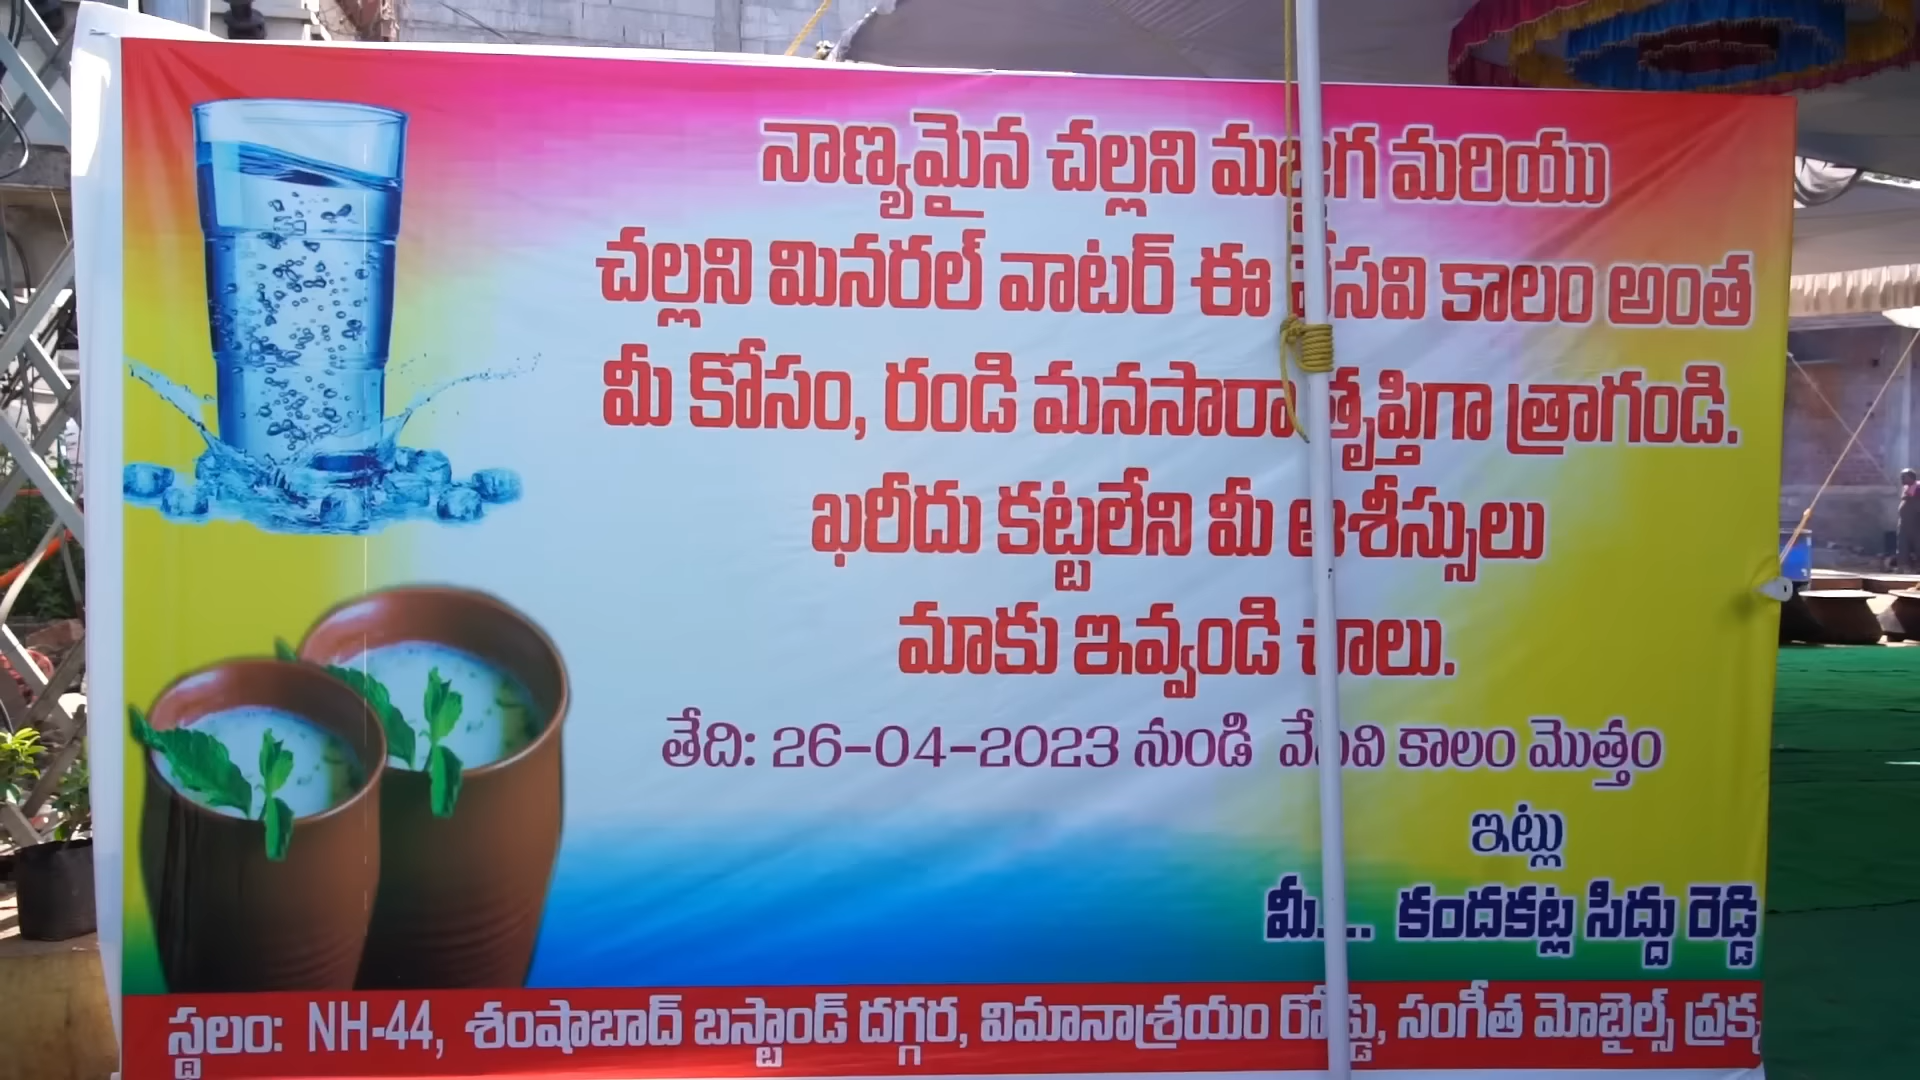 నాణ్యమైన చల్లని మజ్జిగ మరియు
చల్లని మినరల్ వాటర్ ఈ వేసవి కాలం అంత
మీ కోసం, రండి మనసారా తృప్తిగా త్రాగండి.
ఖరీదు కట్టలేని మీ ఆశీస్సులు
మాకు ఇవ్వండి చాలు.
తేది: 26-04-2023 నుండి వేసవి కాలం మొత్తం
ఇట్లు
మీ.... కందకట్ల సిద్దు రెడ్డి
స్థలం: NH-44, శంషాబాద్ బస్టాండ్ దగ్గర, విమానాశ్రయం రోడ్డు, సంగీత మోబైల్స్ ప్రక్క